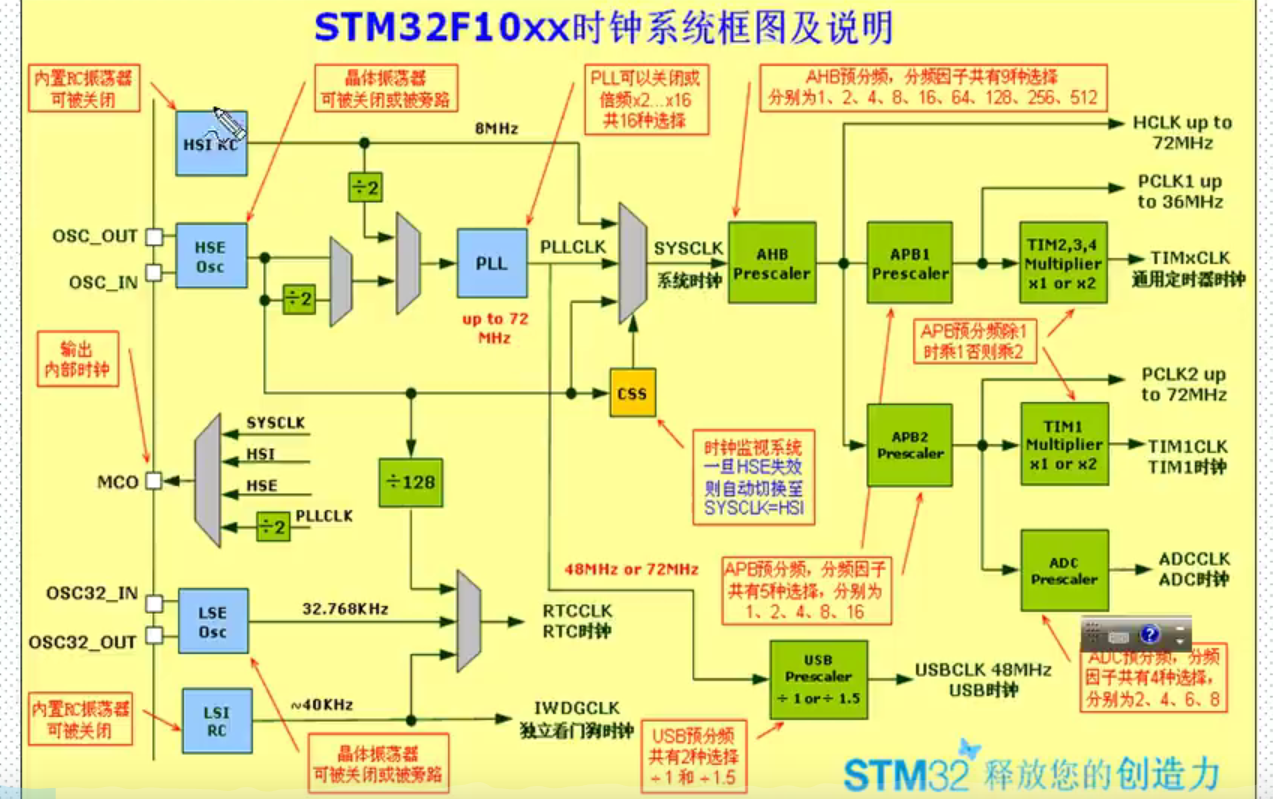 STM32F10xx时钟系统框图及说明
内置RC振荡器
可被关闭
晶体振荡器
可被关闭或被旁路
PLL可以关闭或
倍频x2...x16
共16种选择
AHB预分频，分频因子共有9种选择
分别为1、2、4、8、16、64、128、256、512
HSI RC
8MHz
÷2
HCLK up to
72MHz
PCLK1 up
to 36MHz
OSC_OUT
OSC_IN
HSE
Osc
÷2
PLL
up to 72
MHz
PLLCLK
SYSCLK
系统时钟
AHB
Prescaler
APB1
Prescaler
TIM2,3,4
Multiplier
x1 or x2
TIMxCLK
通用定时器时钟
APB预分频除1
时乘1否则乘2
输出
内部时钟
CSS
时钟监视系统
一旦HSE失效
则自动切换至
SYSCLK=HSI
PCLK2 up
to 72MHz
APB2
Prescaler
TIM1
Multiplier
x1 or x2
TIM1CLK
TIM1时钟
MCO
SYSCLK
HSI
HSE
÷2
PLLCLK
÷128
48MHz or 72MHz
APB预分频，分频因子
共有5种选择，分别为
1、2、4、8、16
ADC
Prescaler
ADCCLK
ADC时钟
ADC预分频，分频
因子共有4种选择，
分别为2、4、6、8
OSC32_IN
OSC32_OUT
LSE
Osc
32.768KHz
RTCCLK
RTC时钟
USB
Prescaler
÷ 1 or ÷ 1.5
USBCLK 48MHz
USB时钟
内置RC振荡器
可被关闭
LSI
RC
~40KHz
IWDGCLK
独立看门狗时钟
晶体振荡器
可被关闭或被旁路
USB预分频
共有2种选择
÷1 和 ÷1.5
STM32 释放您的创造力